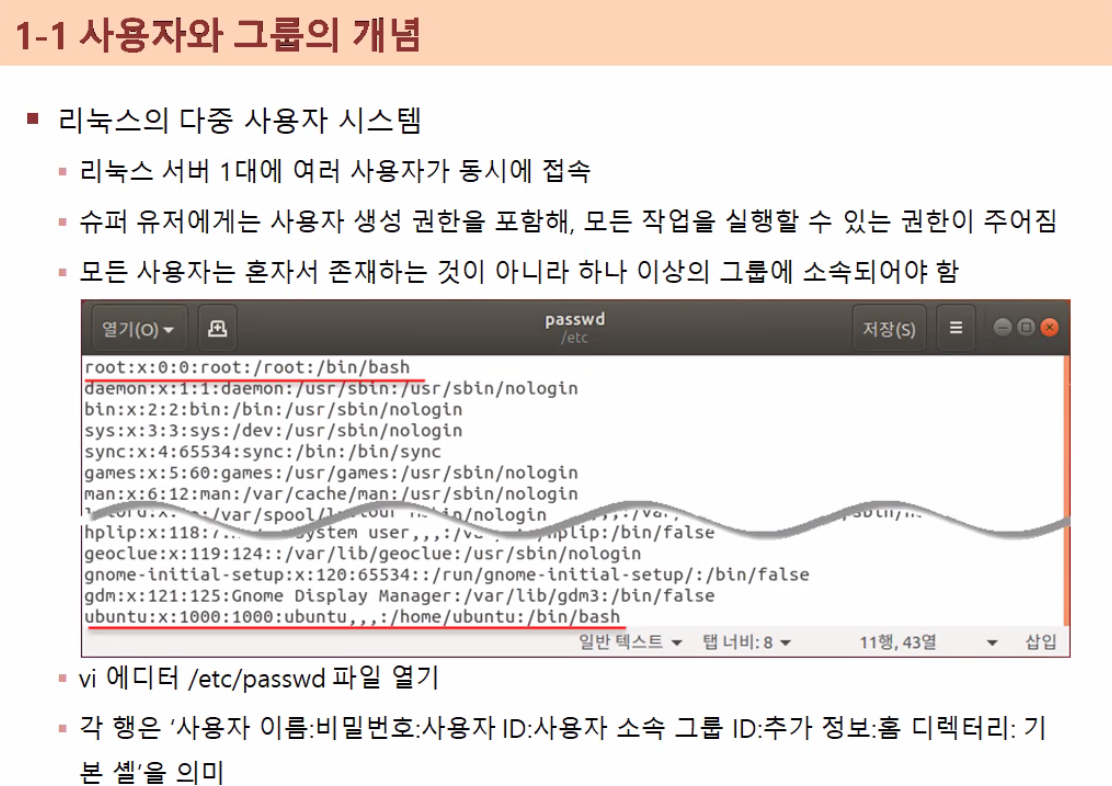 1-1 사용자와 그룹의 개념
리눅스의 다중 사용자 시스템
리눅스 서버 1대에 여러 사용자가 동시에 접속
슈퍼 유저에게는 사용자 생성 권한을 포함해, 모든 작업을 실행할 수 있는 권한이 주어짐
모든 사용자는 혼자서 존재하는 것이 아니라 하나 이상의 그룹에 소속되어야 함
열기(O) passwd 저장(S)
/etc
root:x:0:0:root:/root:/bin/bash
daemon:x:1:1:daemon:/usr/sbin:/usr/sbin/nologin
bin:x:2:2:bin:/bin:/usr/sbin/nologin
sys:x:3:3:sys:/dev:/usr/sbin/nologin
sync:x:4:65534:sync:/bin:/bin/sync
games:x:5:60:games:/usr/games:/usr/sbin/nologin
man:x:6:12:man:/var/cache/man:/usr/sbin/nologin
:/var/spool/
hplip:x:118:7 system user,,,:/v hplip:/bin/false
geoclue:x:119:124::/var/lib/geoclue:/usr/sbin/nologin
gnome-initial-setup:x:120:65534::/run/gnome-initial-setup/:/bin/false
gdm:x:121:125:Gnome Display Manager:/var/lib/gdm3:/bin/false
ubuntu:x:1000:1000:ubuntu,,,:/home/ubuntu:/bin/bash
일반 텍스트 탭 너비: 8 11행, 43열 삽입
vi 에디터 /etc/passwd 파일 열기
각 행은 ‘사용자 이름:비밀번호:사용자 ID:사용자 소속 그룹 ID:추가 정보:홈 디렉터리: 기
본 셸’을 의미